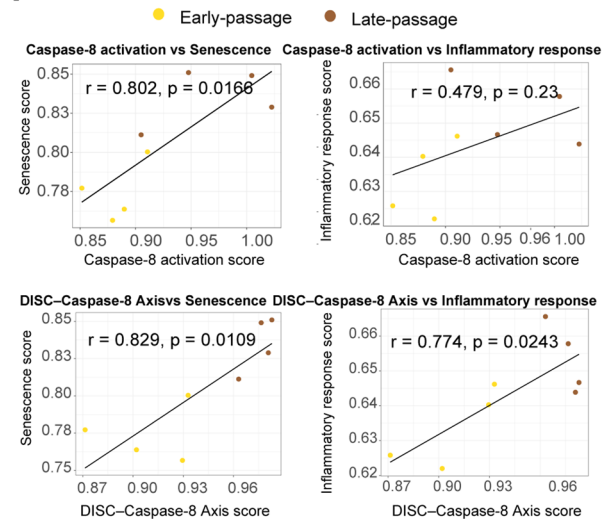 Early-passage Late-passage
Caspase-8 activation vs Senescence
Senescence score
0.85
0.83
0.80
0.78
r = 0.802, p = 0.0166
0.85 0.90 0.95 1.00
Caspase-8 activation score
Caspase-8 activation vs Inflammatory response
Inflammatory response score
0.66
0.65
0.64
0.63
0.62
r = 0.479, p = 0.23
0.85 0.90 0.95 0.96 1.00
Caspase-8 activation score
DISC–Caspase-8 Axisvs Senescence
Senescence score
0.85
0.83
0.80
0.78
0.75
r = 0.829, p = 0.0109
0.87 0.90 0.93 0.96
DISC–Caspase-8 Axis score
DISC–Caspase-8 Axis vs Inflammatory response
Inflammatory response score
0.66
0.65
0.64
0.63
0.62
r = 0.774, p = 0.0243
0.87 0.90 0.93 0.96
DISC–Caspase-8 Axis score